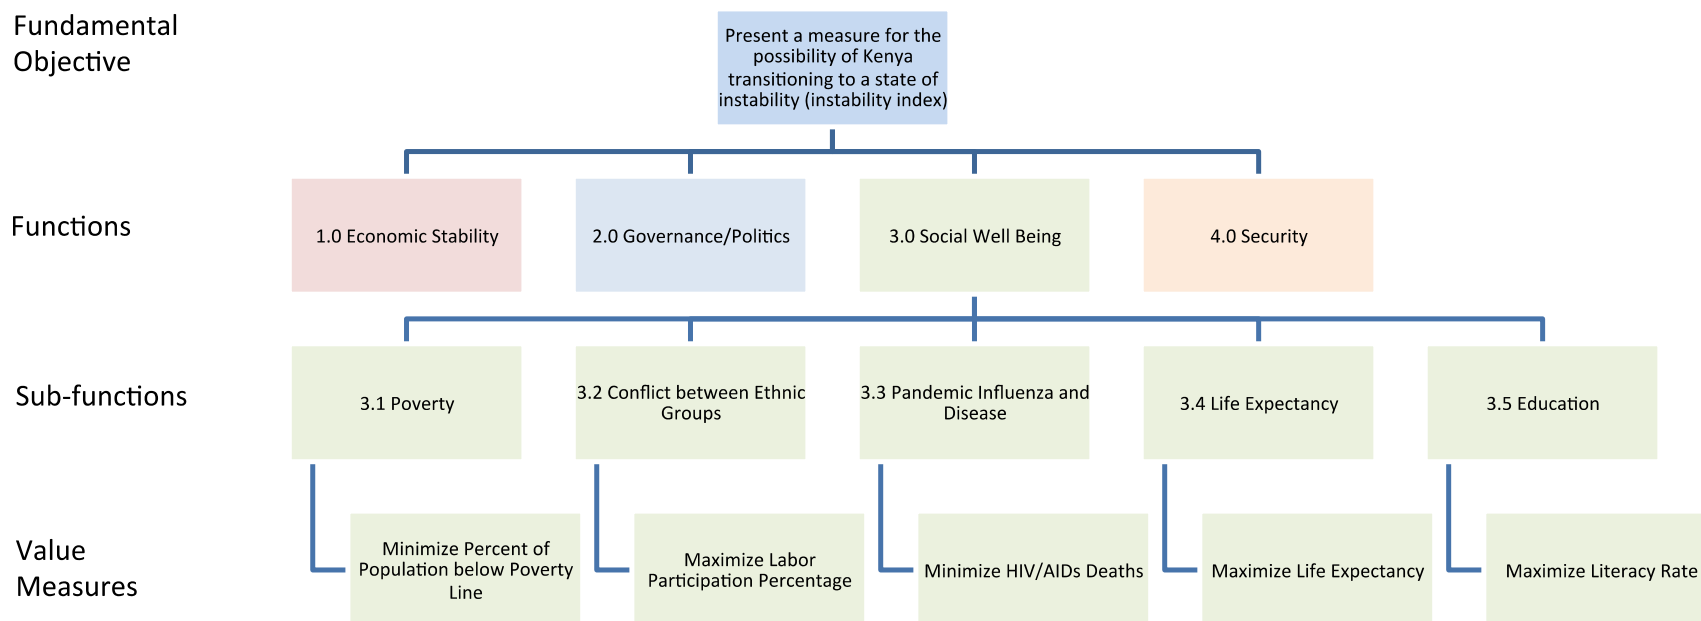 Fundamental
Objective
Present a measure for the
possibility of Kenya
transitioning to a state of
instability (instability index)
Functions
1.0 Economic Stability
2.0 Governance/Politics
3.0 Social Well Being
4.0 Security
Sub-functions
3.1 Poverty
3.2 Conflict between Ethnic
Groups
3.3 Pandemic Influenza and
Disease
3.4 Life Expectancy
3.5 Education
Value
Measures
Minimize Percent of
Population below Poverty
Line
Maximize Labor
Participation Percentage
Minimize HIV/AIDs Deaths
Maximize Life Expectancy
Maximize Literacy Rate